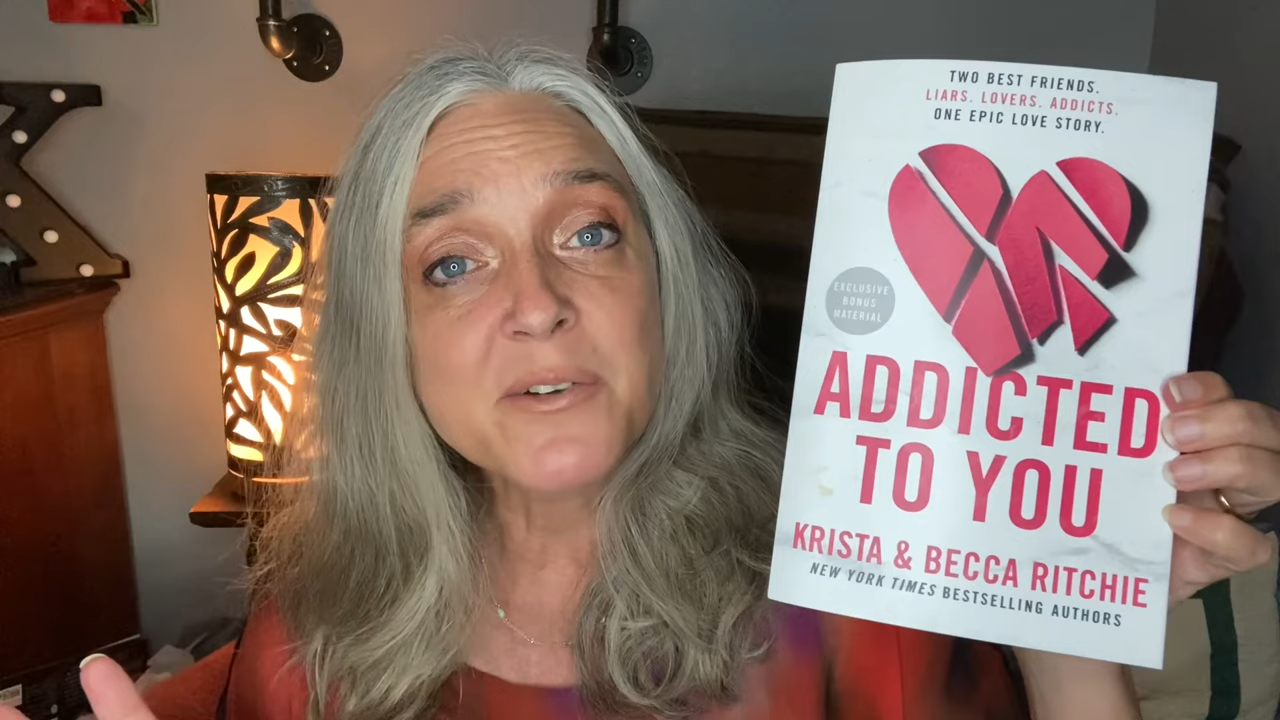 TWO BEST FRIENDS.
LIARS. LOVERS. ADDICTS.
ONE EPIC LOVE STORY.
EXCLUSIVE
BONUS
MATERIAL
ADDICTED
TO YOU
KRISTA & BECCA RITCHIE
NEW YORK TIMES BESTSELLING AUTHORS